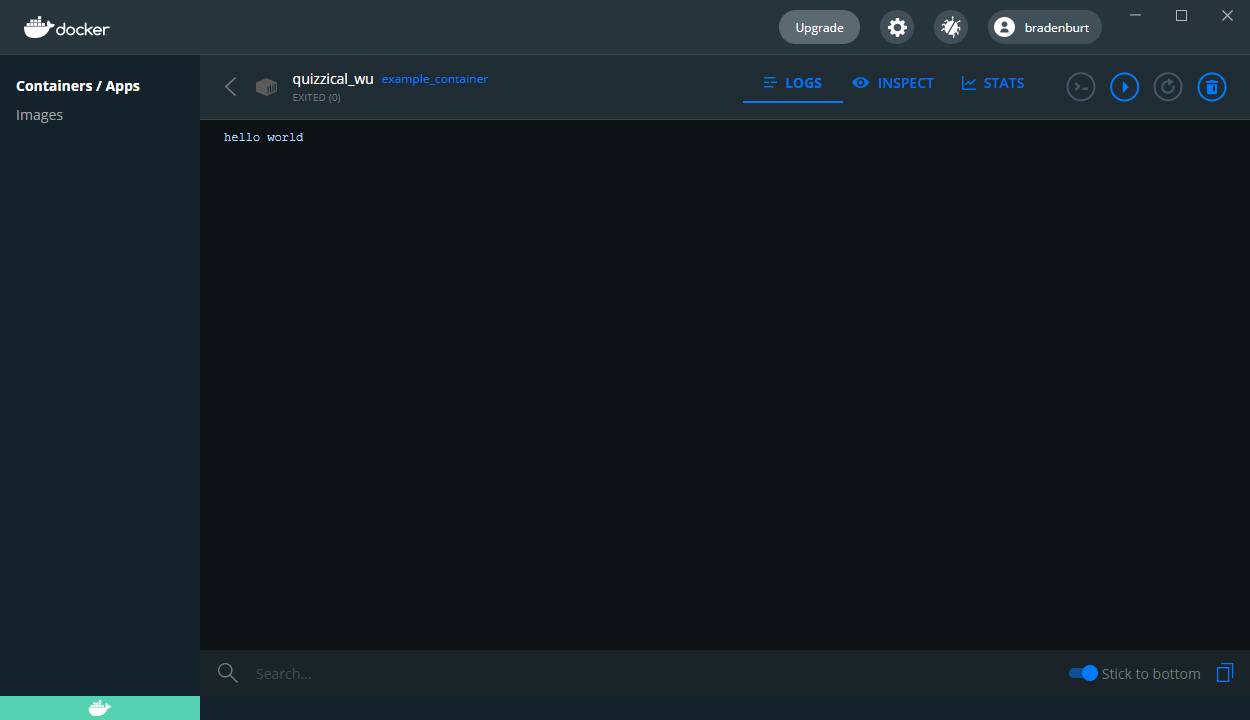 docker
Upgrade
bradenburt
Containers / Apps
Images
quizzical_wu example_container
EXITED (0)
LOGS
INSPECT
STATS
hello world
Search...
Stick to bottom